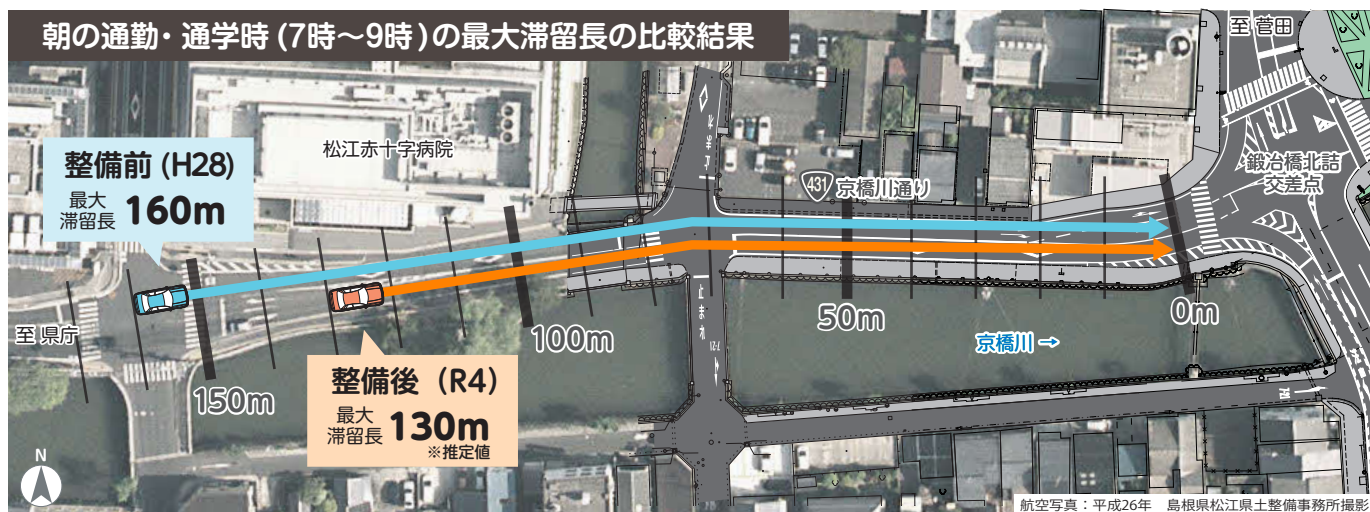 朝の通勤・通学時(7時～9時)の最大滞留長の比較結果
至 菅田
松江赤十字病院
整備前 (H28)
最大
滞留長 160m
431 京橋川通り
鍛冶橋北詰
交差点
至 県庁
150m
100m
50m
0m
止まれ
京橋川 →
整備後 (R4)
最大
滞留長 130m
※推定値
N
航空写真：平成26年 島根県松江県土整備事務所撮影